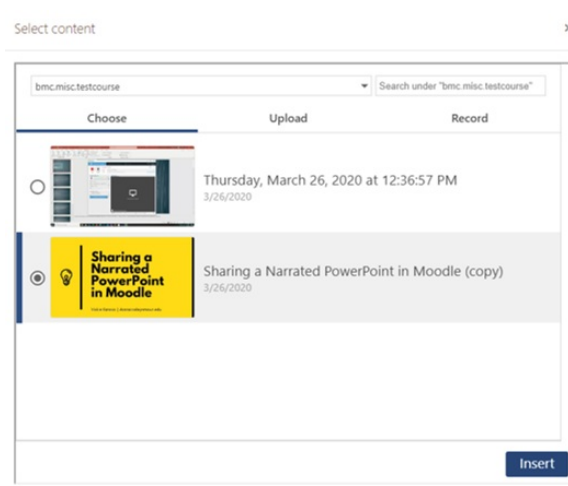 Select content
bmc.misc.testcourse
Search under "bmc.misc.testcourse"
Choose
Upload
Record
Thursday, March 26, 2020 at 12:36:57 PM
3/26/2020
Sharing a
Narrated
PowerPoint
in Moodle
Sharing a Narrated PowerPoint in Moodle (copy)
3/26/2020
Insert